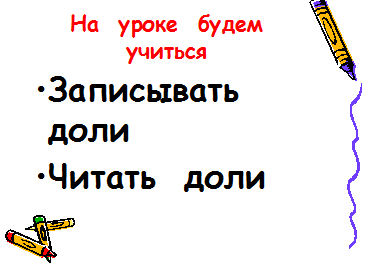 На уроке будем
учиться
•Записывать
доли
•Читать доли